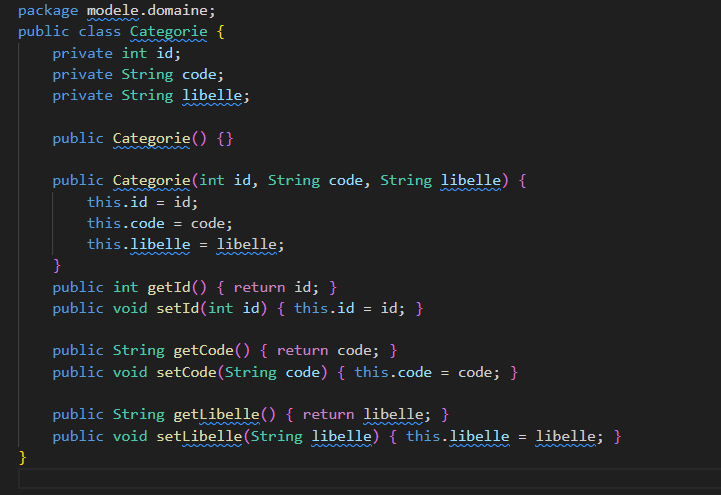 package modele.domaine;
public class Categorie {
    private int id;
    private String code;
    private String libelle;

    public Categorie() {}

    public Categorie(int id, String code, String libelle) {
        this.id = id;
        this.code = code;
        this.libelle = libelle;
    }
    public int getId() { return id; }
    public void setId(int id) { this.id = id; }

    public String getCode() { return code; }
    public void setCode(String code) { this.code = code; }

    public String getLibelle() { return libelle; }
    public void setLibelle(String libelle) { this.libelle = libelle; }
}